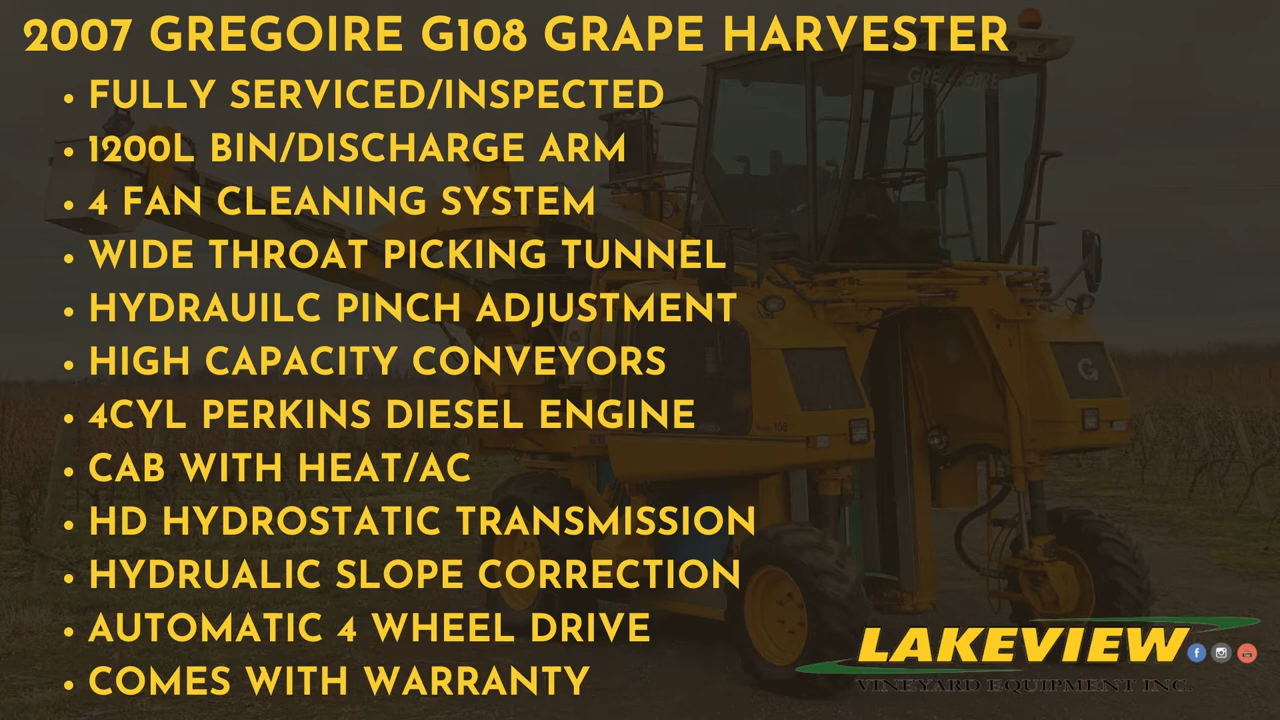 2007 GREGOIRE G108 GRAPE HARVESTER
• FULLY SERVICED/INSPECTED
• 1200L BIN/DISCHARGE ARM
• 4 FAN CLEANING SYSTEM
• WIDE THROAT PICKING TUNNEL
• HYDRAUILC PINCH ADJUSTMENT
• HIGH CAPACITY CONVEYORS
• 4CYL PERKINS DIESEL ENGINE
• CAB WITH HEAT/AC
• HD HYDROSTATIC TRANSMISSION
• HYDRUALIC SLOPE CORRECTION
• AUTOMATIC 4 WHEEL DRIVE
• COMES WITH WARRANTY
GREGOIRE
G
108
LAKEVIEW
VINEYARD EQUIPMENT INC.